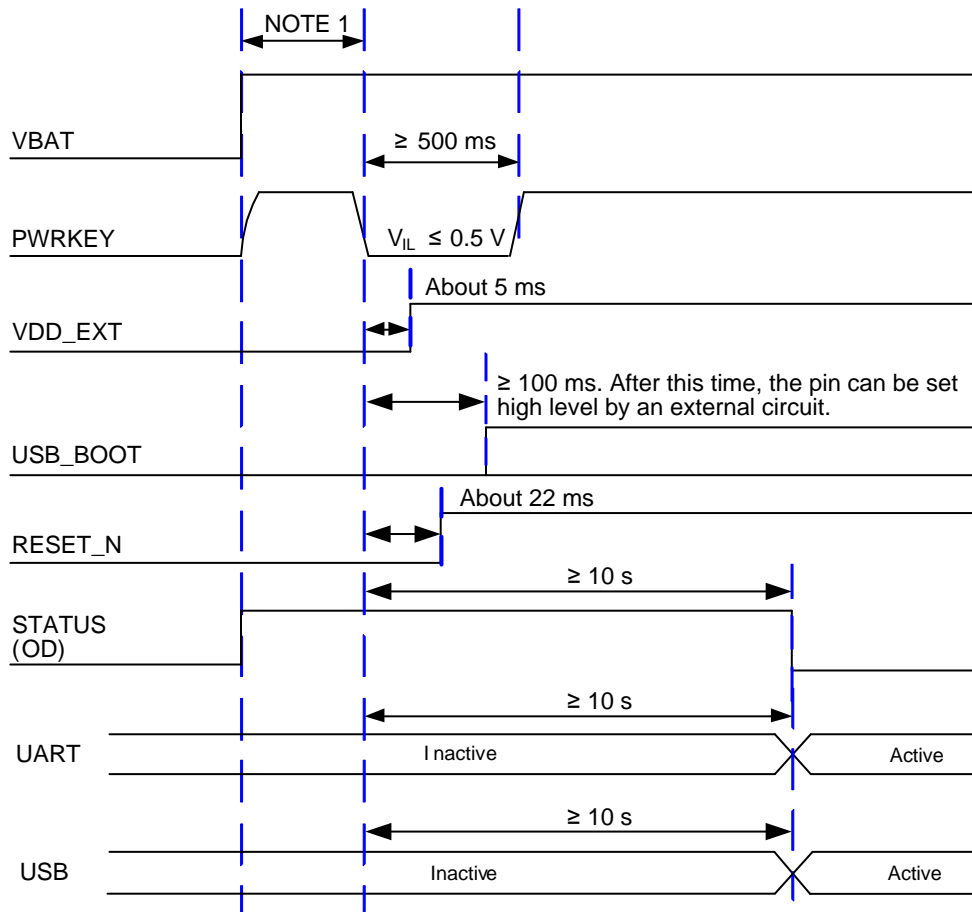 NOTE 1
VBAT
≥ 500 ms
PWRKEY
VIL ≤ 0.5 V
About 5 ms
VDD_EXT
≥ 100 ms. After this time, the pin can be set
high level by an external circuit.
USB_BOOT
About 22 ms
RESET_N
≥ 10 s
STATUS
(OD)
≥ 10 s
UART
Inactive
Active
≥ 10 s
USB
Inactive
Active